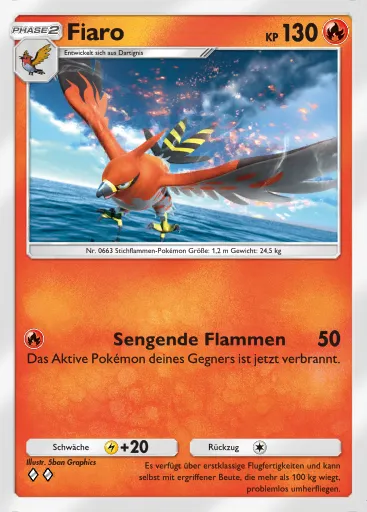 PHASE 2
Fiaro
KP 130
Entwickelt sich aus Dartignis
Nr. 0663 Stichflammen-Pokémon Größe: 1,2 m Gewicht: 24,5 kg
Sengende Flammen 50
Das Aktive Pokémon deines Gegners ist jetzt verbrannt.
Schwäche +20 Rückzug
Illustr. 5ban Graphics
Es verfügt über erstklassige Flugfertigkeiten und kann
selbst mit ergriffener Beute, die mehr als 100 kg wiegt,
problemlos umherfliegen.